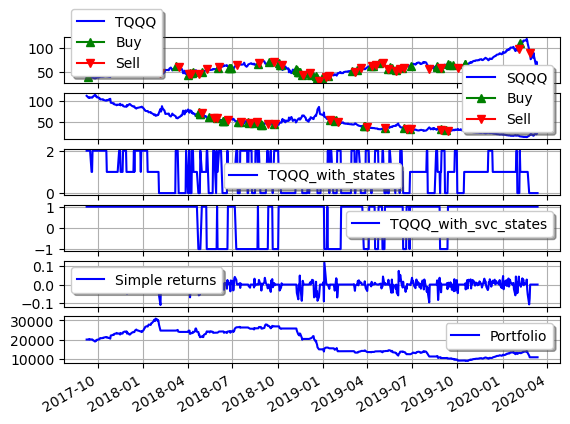 TQQQ
Buy
Sell
100
50
SQQQ
Buy
Sell
100
50
2
0
TQQQ_with_states
1
0
−1
TQQQ_with_svc_states
0.1
0.0
−0.1
Simple returns
30000
20000
10000
Portfolio
2017-10 2018-01 2018-04 2018-07 2018-10 2019-01 2019-04 2019-07 2019-10 2020-01 2020-04